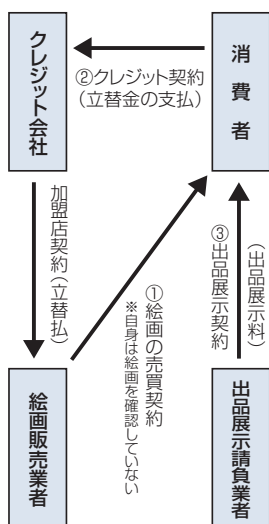 クレジット会社
消費者
②クレジット契約
(立替金の支払)
加盟店契約(立替払)
①絵画の売買契約
※自身は絵画を確認していない
③出品展示契約
(出品展示料)
絵画販売業者
出品展示請負業者